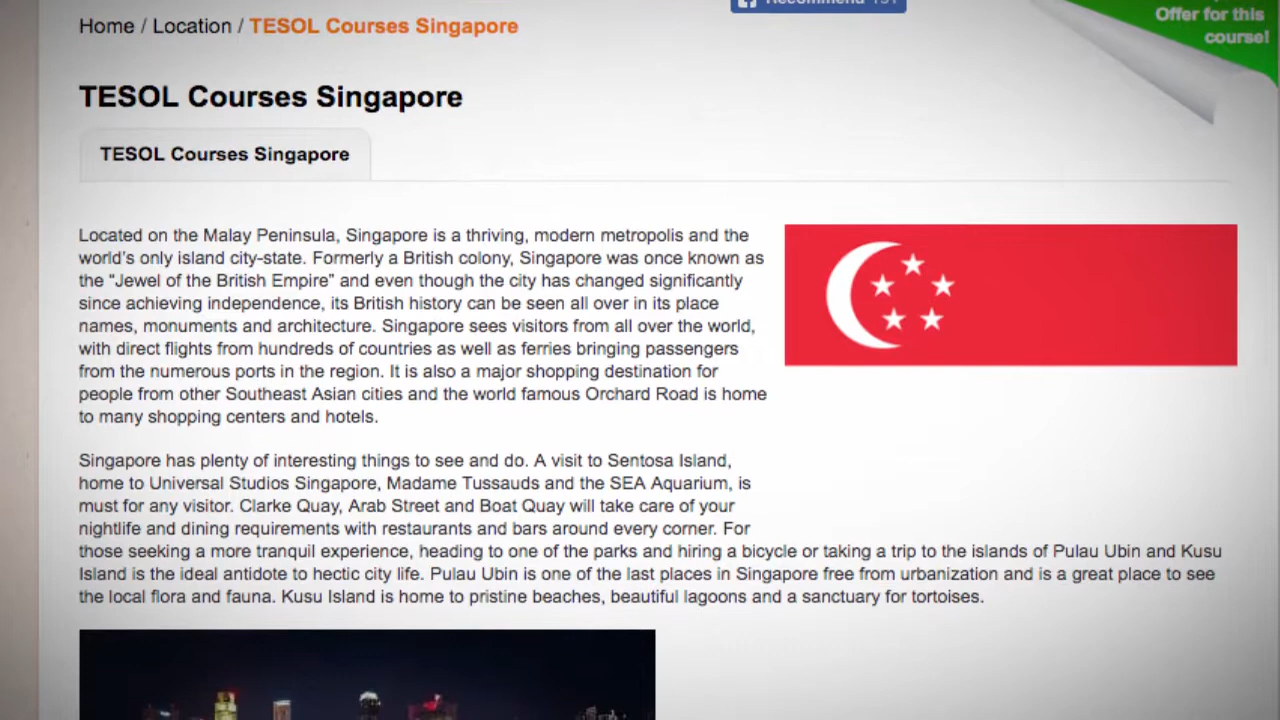 Offer for this
course!
Home / Location / TESOL Courses Singapore
TESOL Courses Singapore
TESOL Courses Singapore
Located on the Malay Peninsula, Singapore is a thriving, modern metropolis and the
world's only island city-state. Formerly a British colony, Singapore was once known as
the “Jewel of the British Empire” and even though the city has changed significantly
since achieving independence, its British history can be seen all over in its place
names, monuments and architecture. Singapore sees visitors from all over the world,
with direct flights from hundreds of countries as well as ferries bringing passengers
from the numerous ports in the region. It is also a major shopping destination for
people from other Southeast Asian cities and the world famous Orchard Road is home
to many shopping centers and hotels.
Singapore has plenty of interesting things to see and do. A visit to Sentosa Island,
home to Universal Studios Singapore, Madame Tussauds and the SEA Aquarium, is
must for any visitor. Clarke Quay, Arab Street and Boat Quay will take care of your
nightlife and dining requirements with restaurants and bars around every corner. For
those seeking a more tranquil experience, heading to one of the parks and hiring a bicycle or taking a trip to the islands of Pulau Ubin and Kusu
Island is the ideal antidote to hectic city life. Pulau Ubin is one of the last places in Singapore free from urbanization and is a great place to see
the local flora and fauna. Kusu Island is home to pristine beaches, beautiful lagoons and a sanctuary for tortoises.